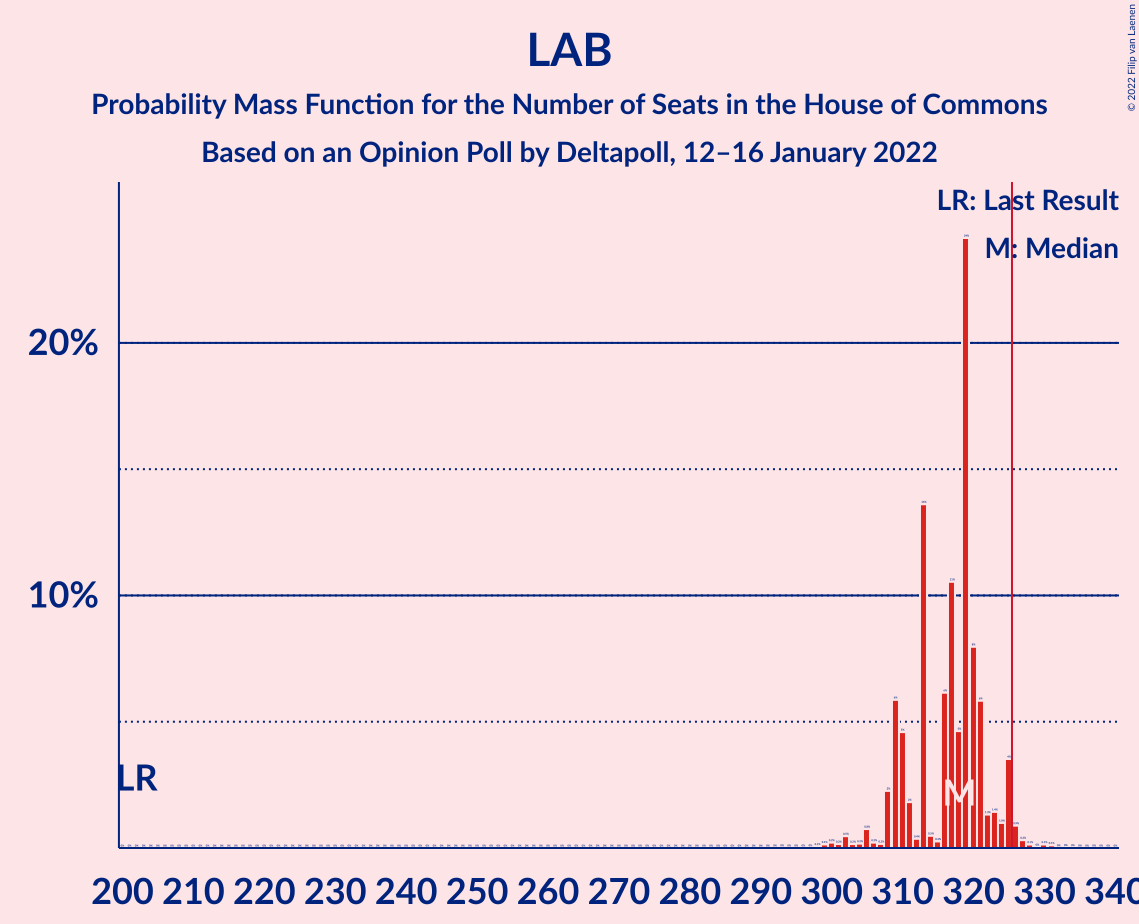 LAB
Probability Mass Function for the Number of Seats in the House of Commons
Based on an Opinion Poll by Deltapoll, 12–16 January 2022
© 2022 Filip van Laenen
LR: Last Result
M: Median
20%
10%
LR
M
200 210 220 230 240 250 260 270 280 290 300 310 320 330 340